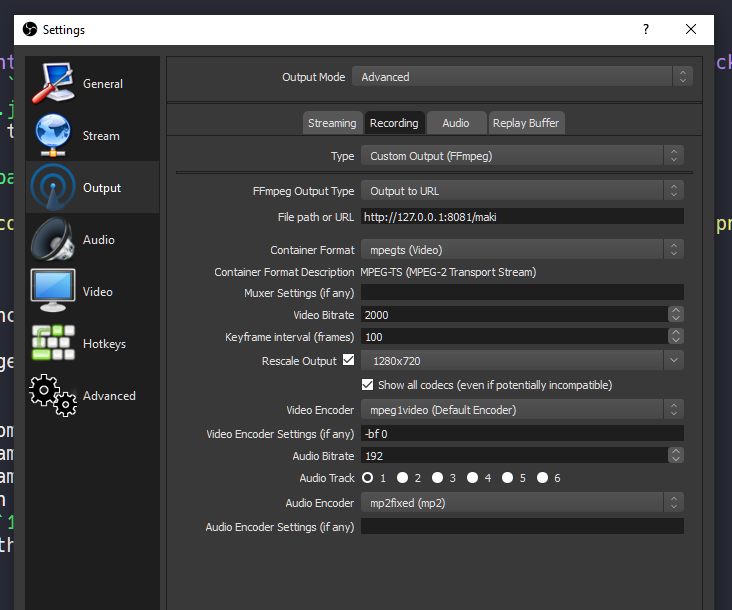 Settings
?
General
Stream
Output
Audio
Video
Hotkeys
Advanced
Output Mode Advanced
Streaming Recording Audio Replay Buffer
Type Custom Output (FFmpeg)
FFmpeg Output Type Output to URL
File path or URL http://127.0.0.1:8081/maki
Container Format mpegts (Video)
Container Format Description MPEG-TS (MPEG-2 Transport Stream)
Muxer Settings (if any)
Video Bitrate 2000
Keyframe interval (frames) 100
Rescale Output 1280x720
Show all codecs (even if potentially incompatible)
Video Encoder mpeg1video (Default Encoder)
Video Encoder Settings (if any) -bf 0
Audio Bitrate 192
Audio Track 1 2 3 4 5 6
Audio Encoder mp2fixed (mp2)
Audio Encoder Settings (if any)